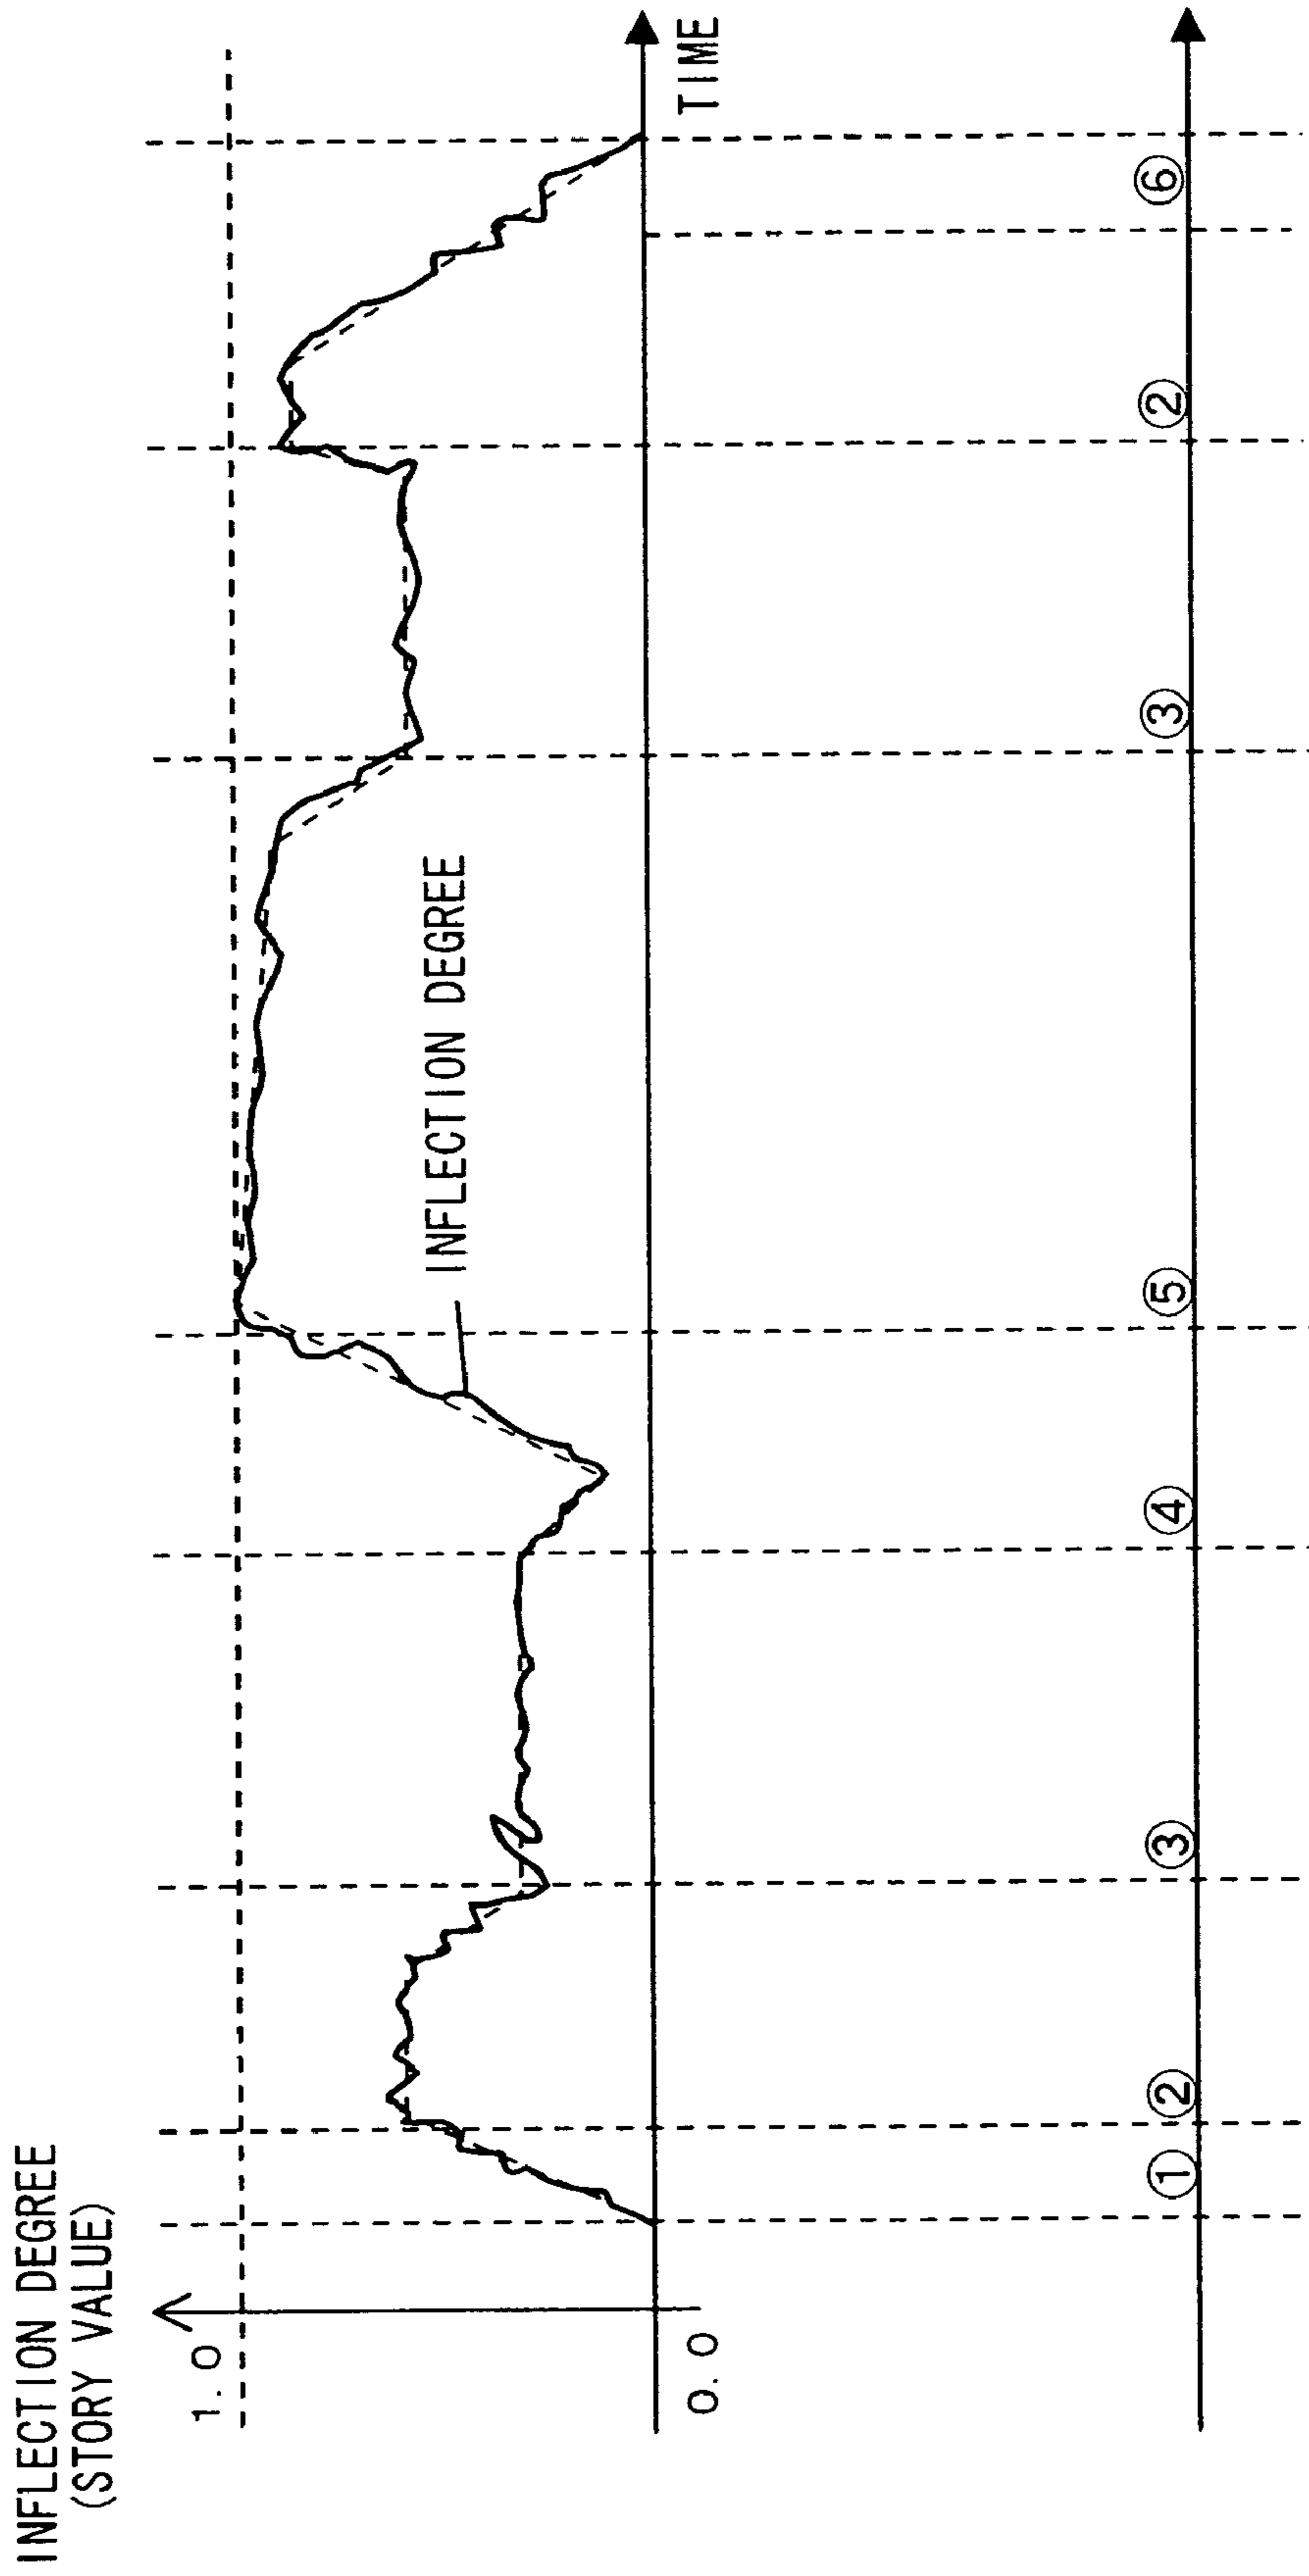 INFLECTION DEGREE
(STORY VALUE)
1.0
0.0
INFLECTION DEGREE
TIME
① ② ③ ④ ⑤ ③ ② ⑥